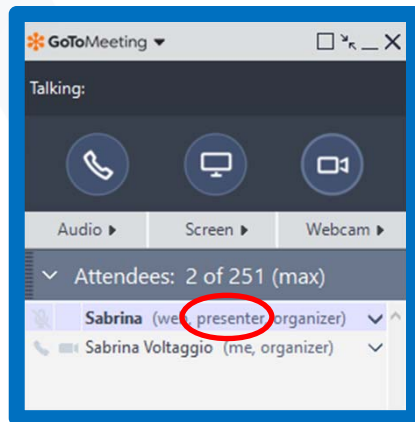 GoToMeeting
Talking:
Audio Screen Webcam
Attendees: 2 of 251 (max)
Sabrina (web, presenter, organizer)
Sabrina Voltaggio (me, organizer)